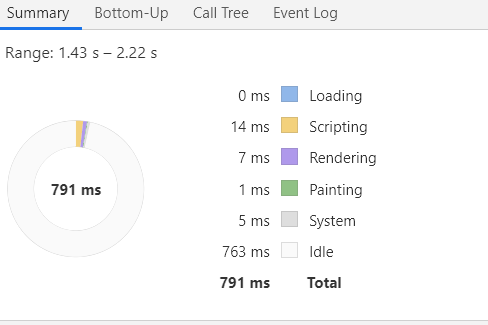 Summary Bottom-Up Call Tree Event Log
Range: 1.43 s – 2.22 s
0 ms Loading
14 ms Scripting
7 ms Rendering
791 ms
1 ms Painting
5 ms System
763 ms Idle
791 ms Total